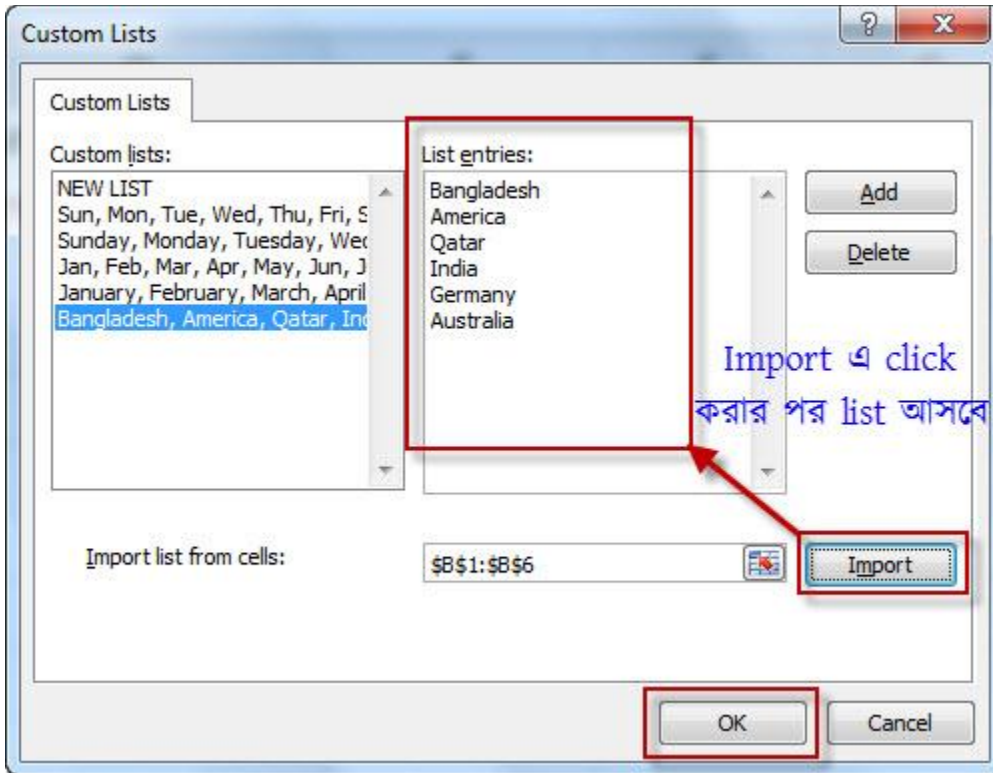 Custom Lists
Custom Lists
Custom lists:
NEW LIST
Sun, Mon, Tue, Wed, Thu, Fri, S
Sunday, Monday, Tuesday, Wed
Jan, Feb, Mar, Apr, May, Jun, J
January, February, March, April
Bangladesh, America, Qatar, Ind
List entries:
Bangladesh
America
Qatar
India
Germany
Australia
Add
Delete
Import এ click
করার পর list আসবে
Import list from cells:
$B$1:$B$6
Import
OK
Cancel